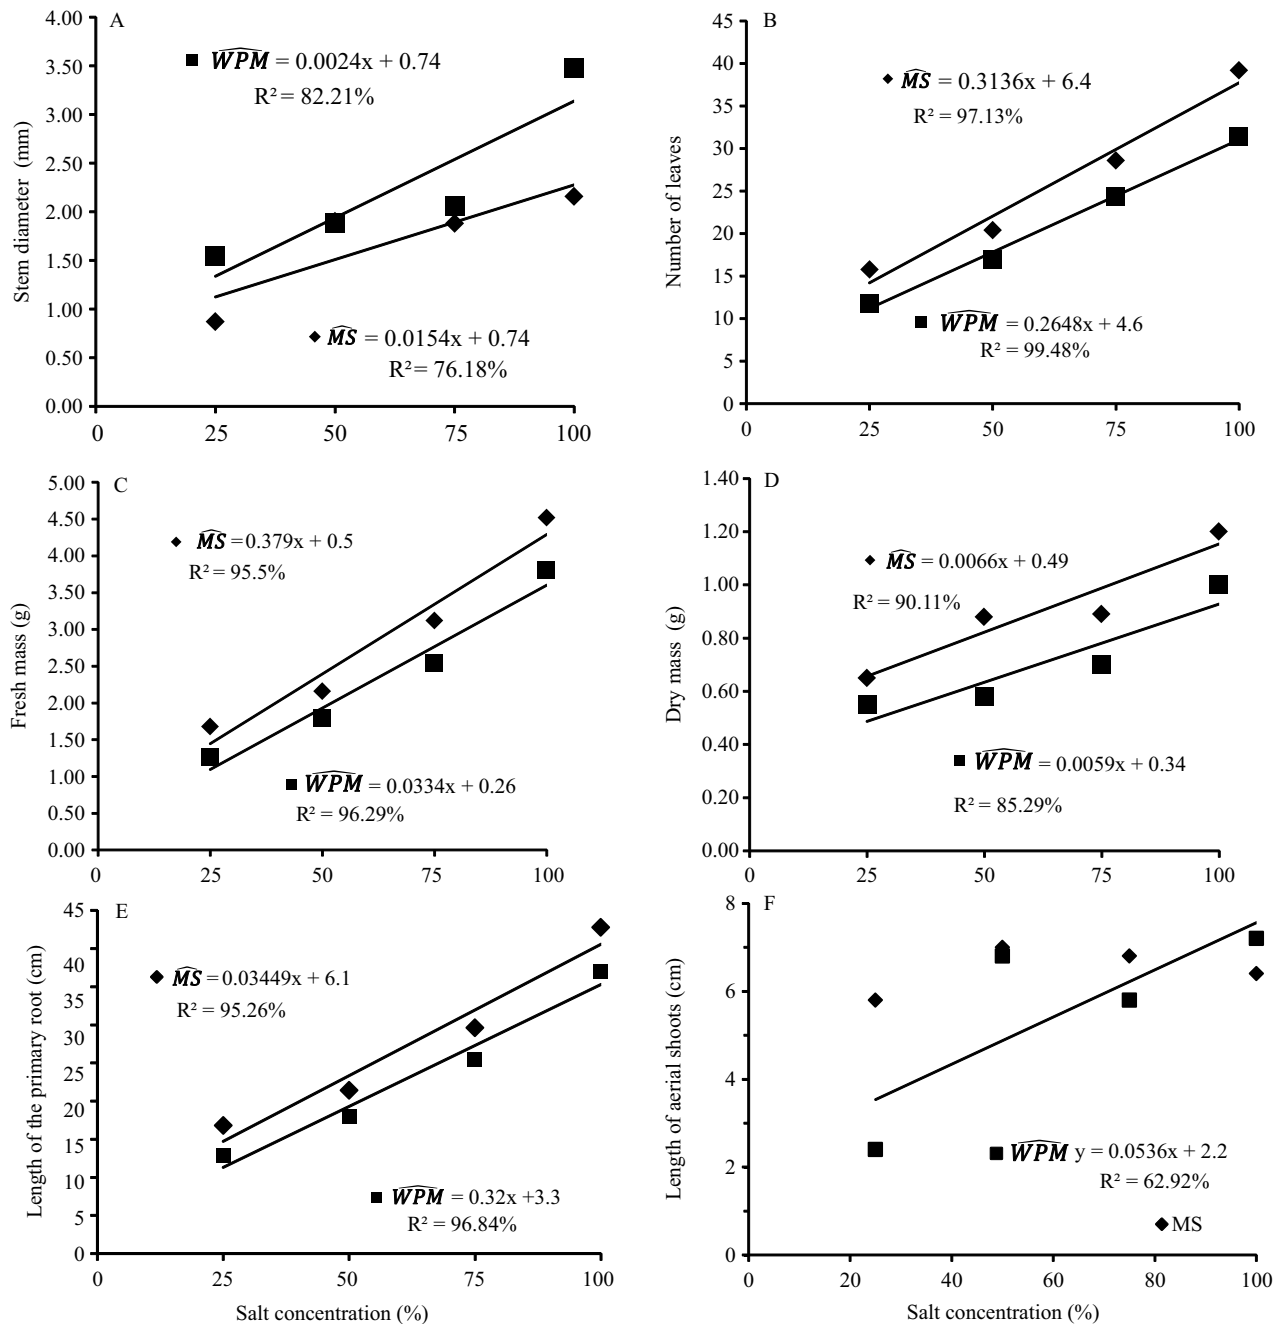 A
4.00
3.50
3.00
2.50
2.00
1.50
1.00
0.50
0.00
0
25
50
75
100
Stem diameter (mm)
WPM = 0.0024x + 0.74
R² = 82.21%
MS = 0.0154x + 0.74
R² = 76.18%
B
45
40
35
30
25
20
15
10
5
0
0
25
50
75
100
Number of leaves
MS = 0.3136x + 6.4
R² = 97.13%
WPM = 0.2648x + 4.6
R² = 99.48%
C
5.00
4.50
4.00
3.50
3.00
2.50
2.00
1.50
1.00
0.50
0.00
0
25
50
75
100
Fresh mass (g)
MS =0.379x + 0.5
R² = 95.5%
WPM = 0.0334x + 0.26
R² = 96.29%
D
1.40
1.20
1.00
0.80
0.60
0.40
0.20
0.00
0
25
50
75
100
Dry mass (g)
MS = 0.0066x + 0.49
R² = 90.11%
WPM = 0.0059x + 0.34
R² = 85.29%
E
45
40
35
30
25
20
15
10
5
0
0
25
50
75
100
Length of the primary root (cm)
Salt concentration (%)
MS =0.03449x + 6.1
R² = 95.26%
WPM = 0.32x +3.3
R² = 96.84%
F
8
6
4
2
0
0
20
40
60
80
100
Length of aerial shoots (cm)
Salt concentration (%)
WPM y = 0.0536x + 2.2
R² = 62.92%
MS